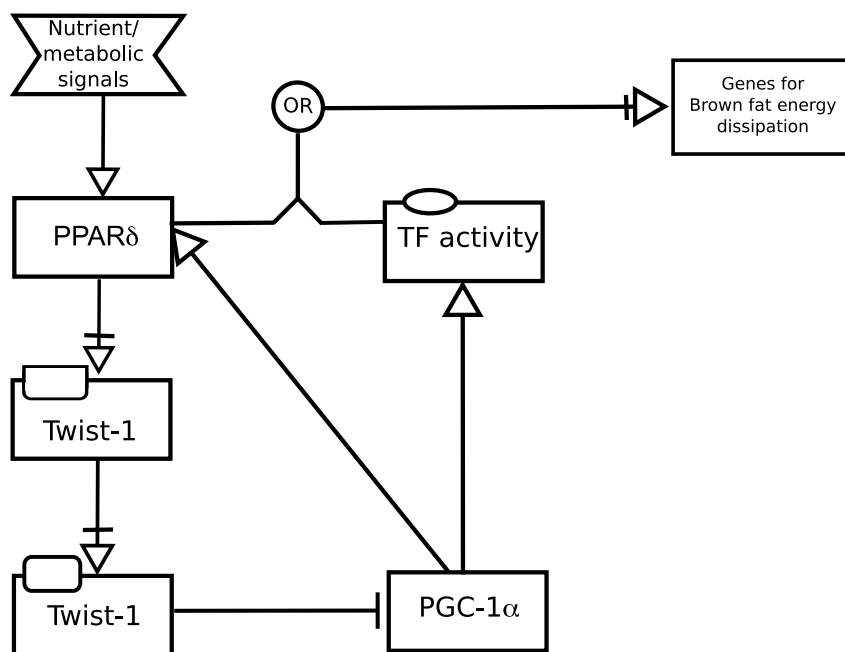 Nutrient/
metabolic
signals
OR
Genes for
Brown fat energy
dissipation
PPARδ
TF activity
Twist-1
Twist-1
PGC-1α